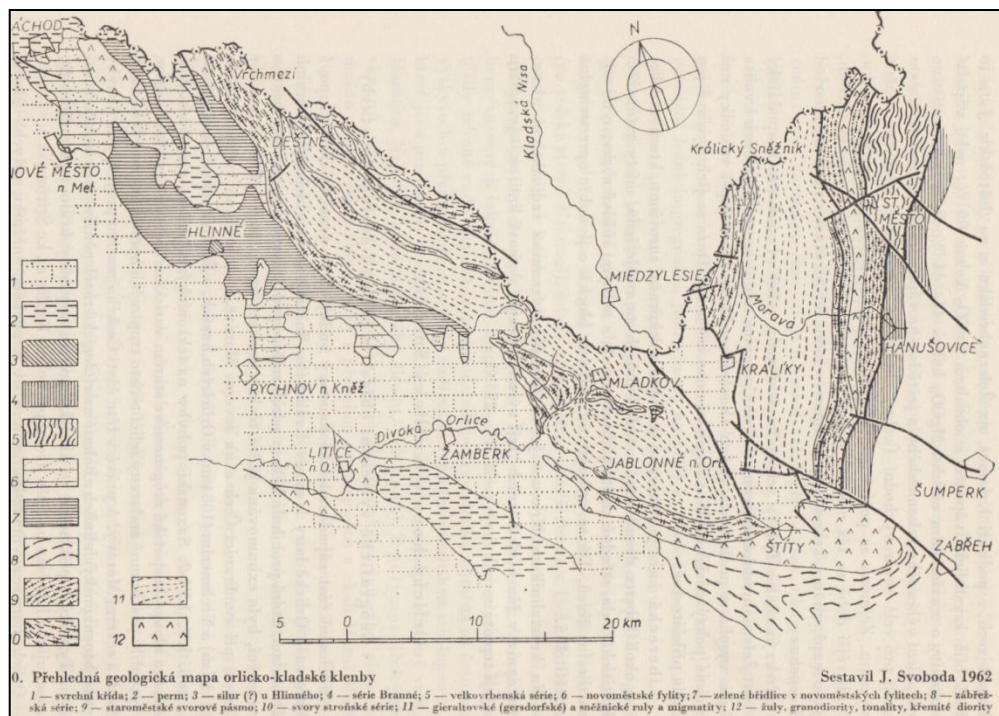 ÁCHOD
Vrchmezí
N
Kladská Nisa
DEŠTNÉ
Králický Sněžník
NOVÉ MĚSTO
n Met.
ST.
MĚSTO
HLINNÉ
MIEDZYLESIE
Morava
HANUŠOVICE
KRÁLÍKY
RYCHNOV n Kněž
MLADKOV
Divoká Orlice
LITICE
n. O.
ŽAMBERK
JABLONNÉ n. Orl.
ŠUMPERK
ŠTÍTY
ZÁBŘEH
1
2
3
4
5
6
7
8
9
10
11
12
5 0 10 20 km
0. Přehledná geologická mapa orlicko-kladské klenby
Sestavil J. Svoboda 1962
1 — svrchní křída; 2 — perm; 3 — silur (?) u Hlinného; 4 — série Branné; 5 — velkovrbenská série; 6 — novoměstské fylity; 7 — zelené břidlice v novoměstských fylitech; 8 — zábřež-
ská série; 9 — staroměstské svorové pásmo; 10 — svory stroňské série; 11 — gieraltovské (gersdorfské) a sněžnické ruly a migmatity; 12 — žuly, granodiority, tonality, křemité diority